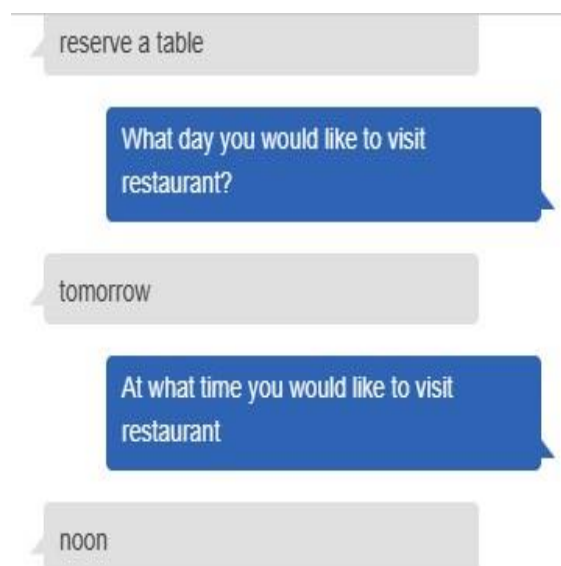 reserve a table
What day you would like to visit
restaurant?
tomorrow
At what time you would like to visit
restaurant
noon